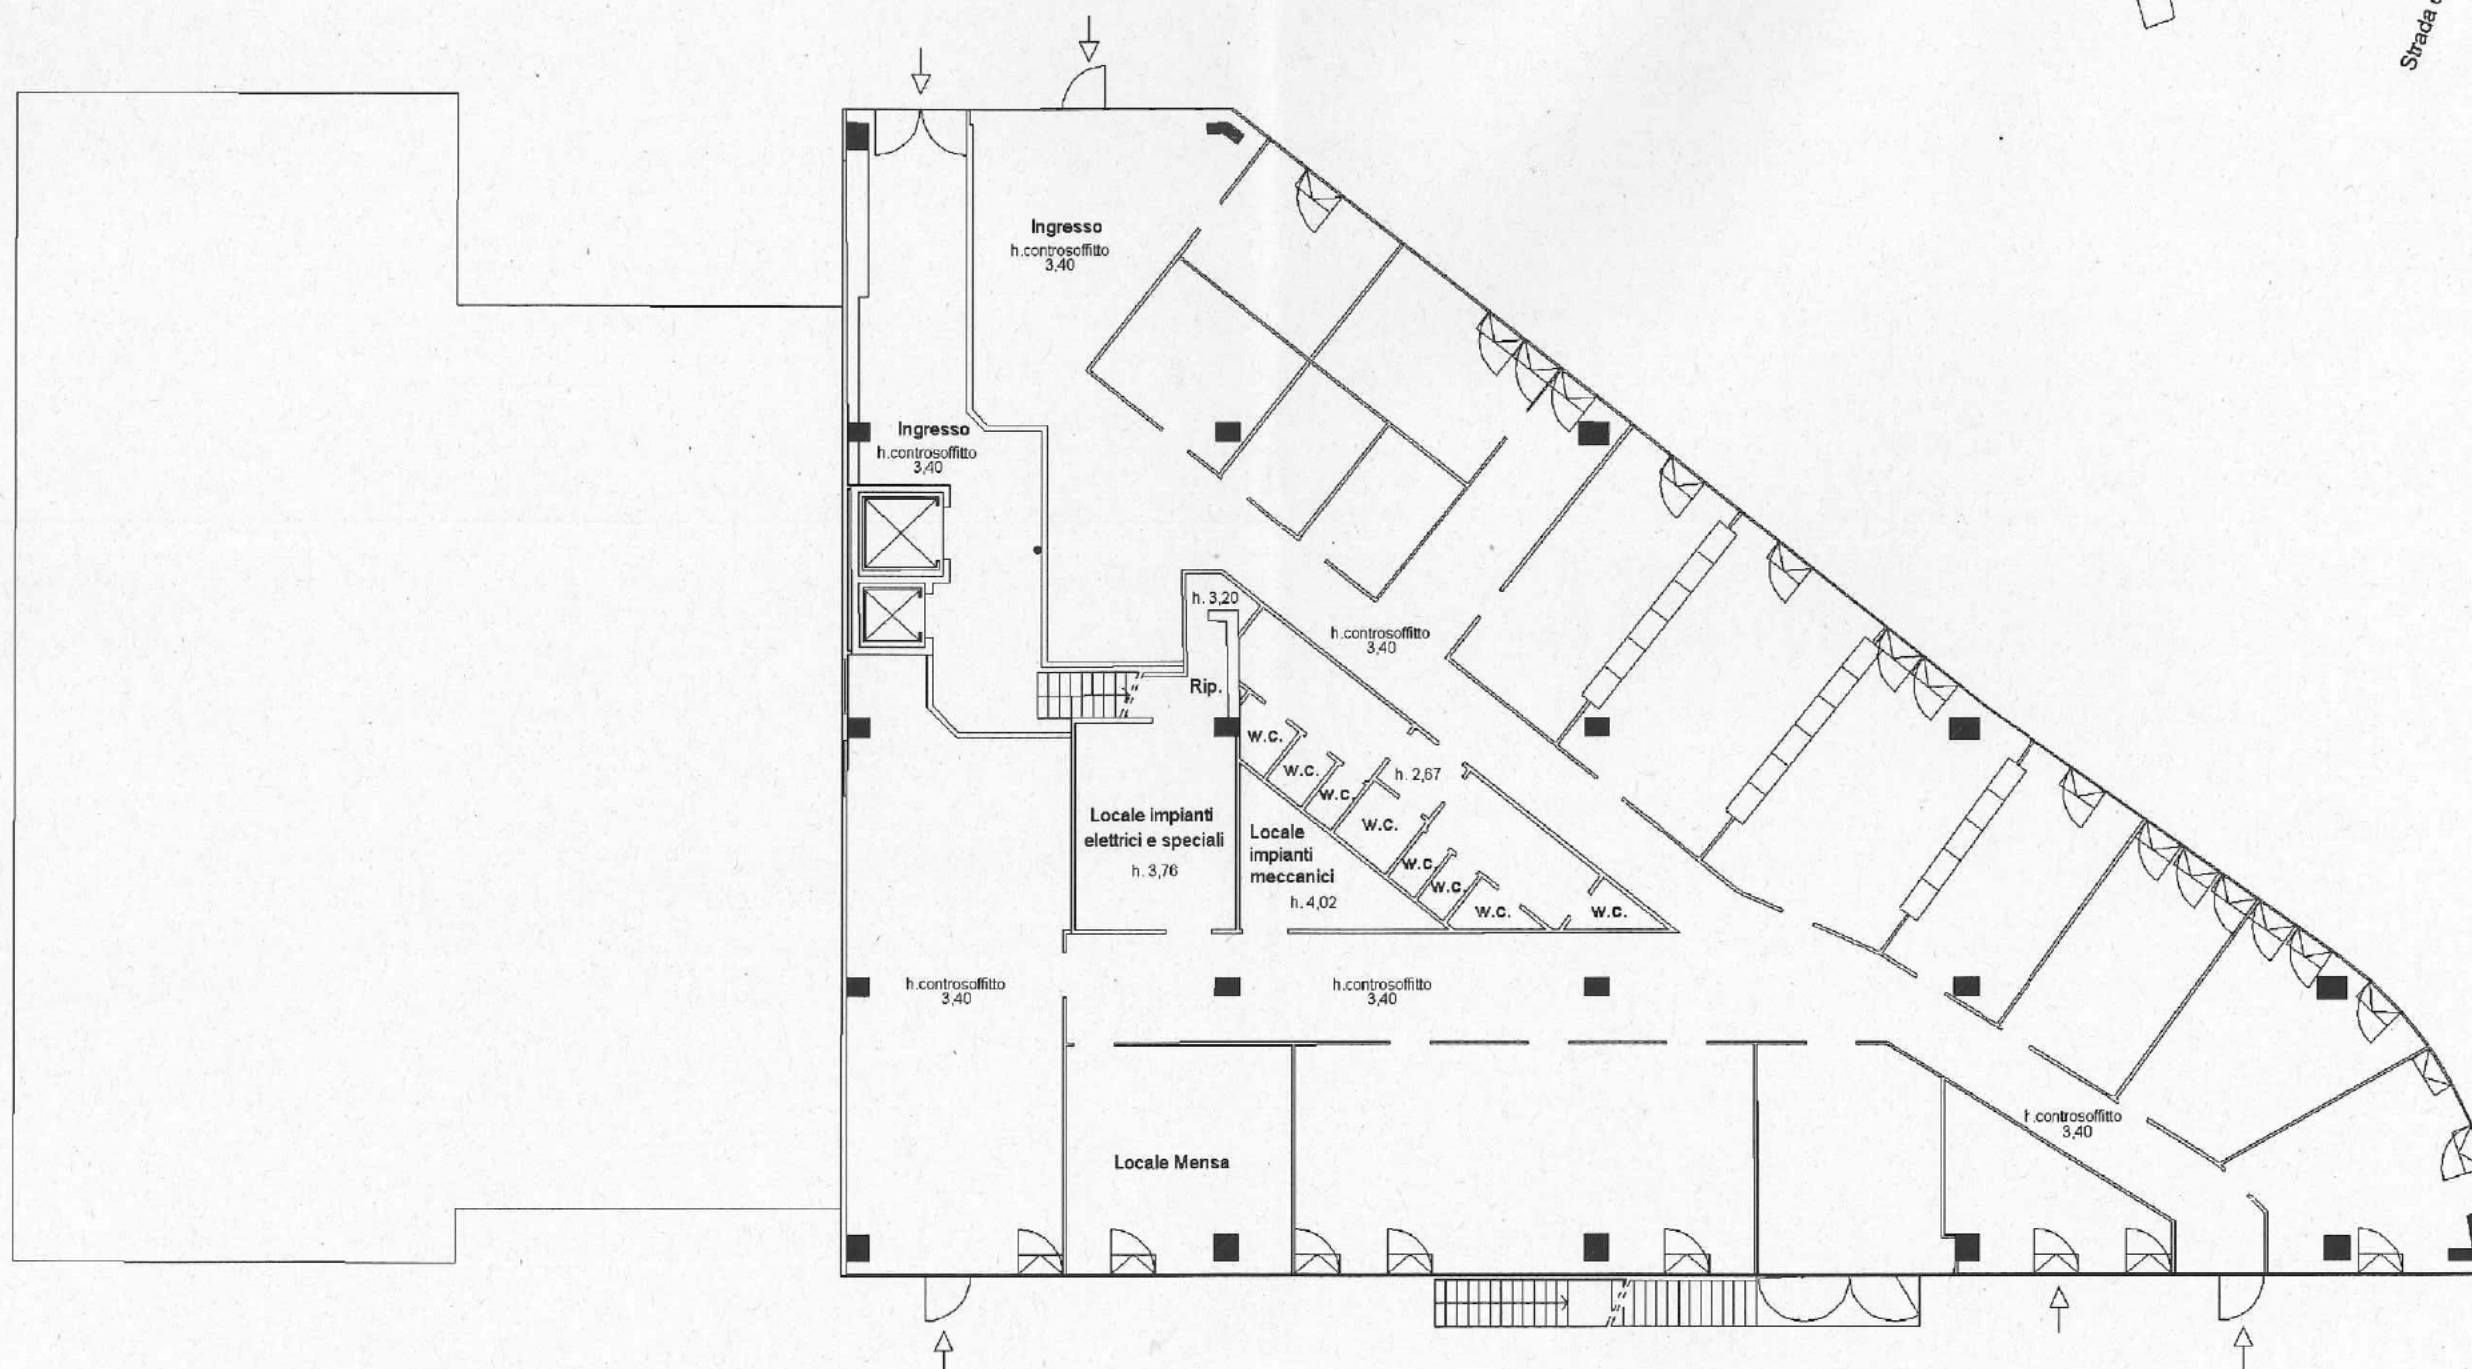 Strada
Ingresso
h.controsoffitto
3,40
Ingresso
h.controsoffitto
3,40
h. 3,20
h.controsoffitto
3,40
Rip.
w.c.
w.c.
w.c.
h. 2,67
w.c.
w.c.
w.c.
w.c.
w.c.
Locale impianti
elettrici e speciali
h. 3,76
Locale
impianti
meccanici
h. 4,02
h.controsoffitto
3,40
h.controsoffitto
3,40
h.controsoffitto
3,40
Locale Mensa